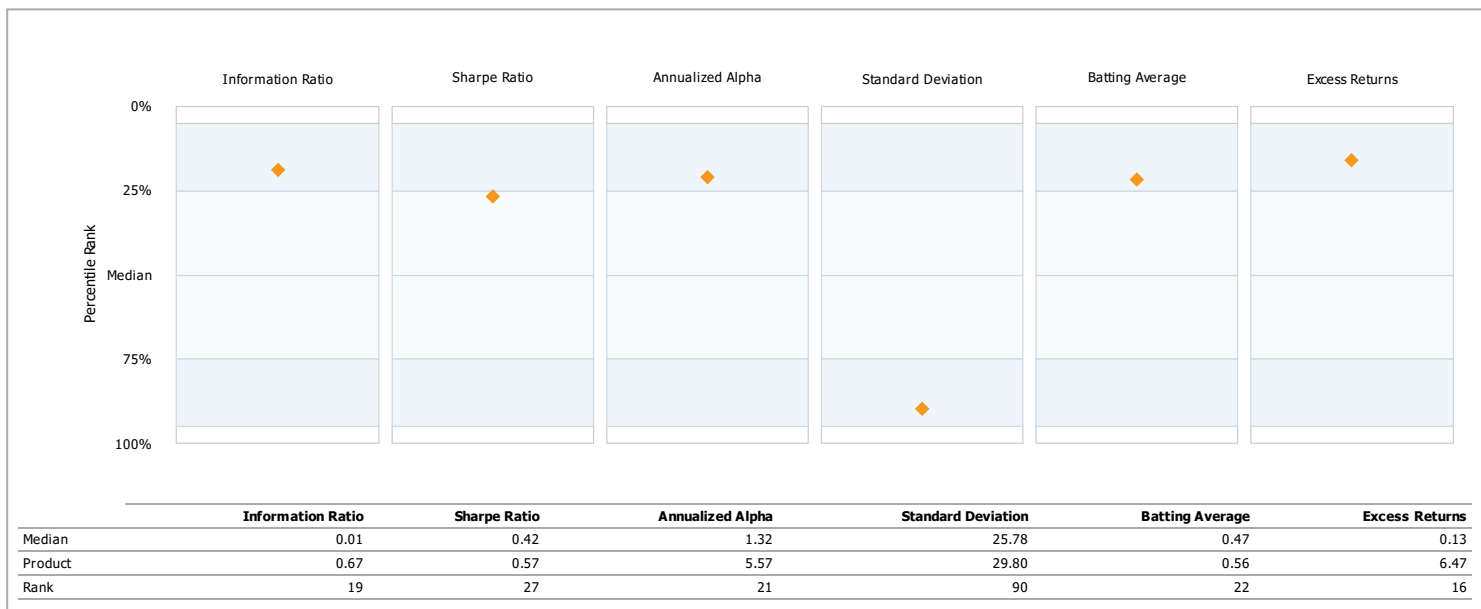 Information Ratio Sharpe Ratio Annualized Alpha Standard Deviation Batting Average Excess Returns
0%
25%
Median
75%
100%
Percentile Rank
Information Ratio Sharpe Ratio Annualized Alpha Standard Deviation Batting Average Excess Returns
Median 0.01 0.42 1.32 25.78 0.47 0.13
Product 0.67 0.57 5.57 29.80 0.56 6.47
Rank 19 27 21 90 22 16